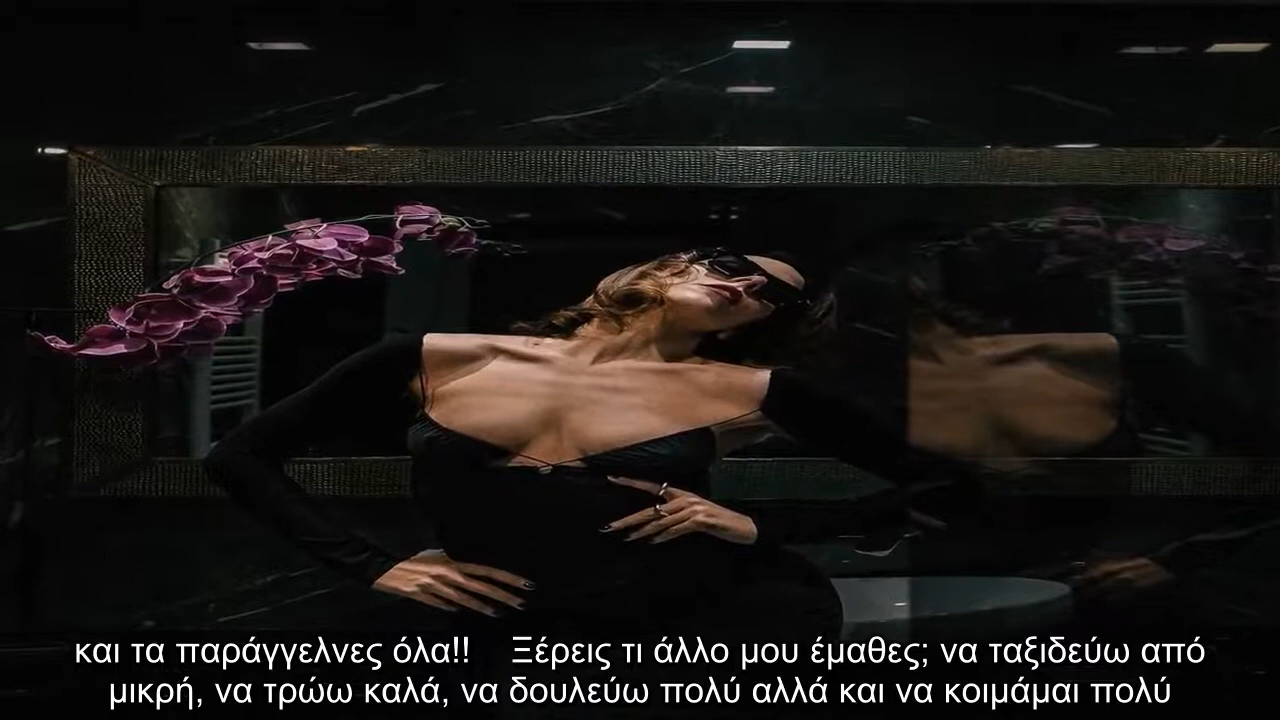 και τα παράγγελνες όλα!! Ξέρεις τι άλλο μου έμαθες; να ταξιδεύω από
μικρή, να τρώω καλά, να δουλεύω πολύ αλλά και να κοιμάμαι πολύ